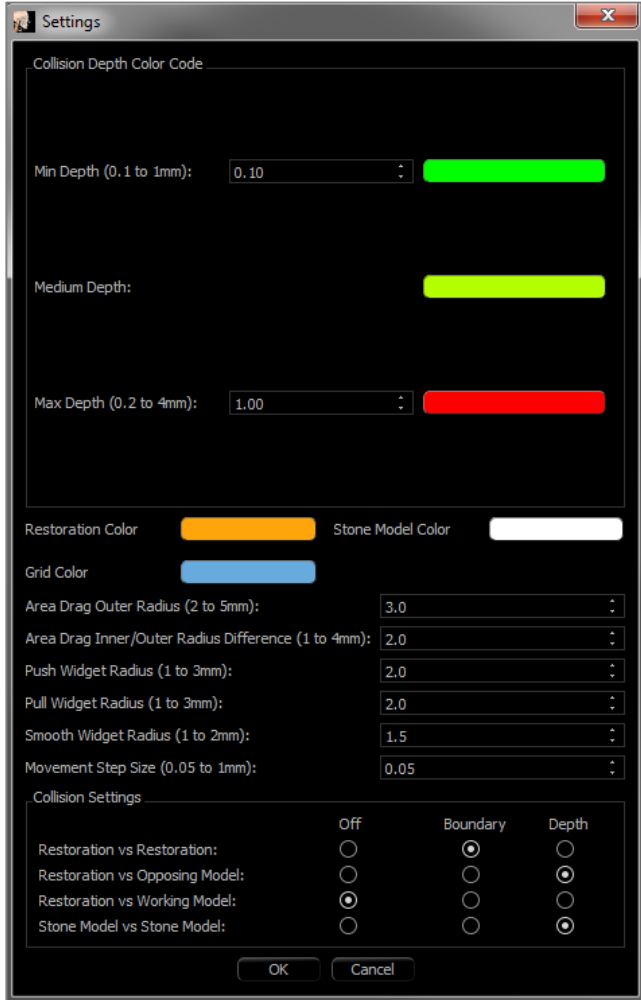 Settings
Collision Depth Color Code
Min Depth (0.1 to 1mm): 0.10
Medium Depth:
Max Depth (0.2 to 4mm): 1.00
Restoration Color Stone Model Color
Grid Color
Area Drag Outer Radius (2 to 5mm): 3.0
Area Drag Inner/Outer Radius Difference (1 to 4mm): 2.0
Push Widget Radius (1 to 3mm): 2.0
Pull Widget Radius (1 to 3mm): 2.0
Smooth Widget Radius (1 to 2mm): 1.5
Movement Step Size (0.05 to 1mm): 0.05
Collision Settings
Off Boundary Depth
Restoration vs Restoration:
Restoration vs Opposing Model:
Restoration vs Working Model:
Stone Model vs Stone Model:
OK Cancel